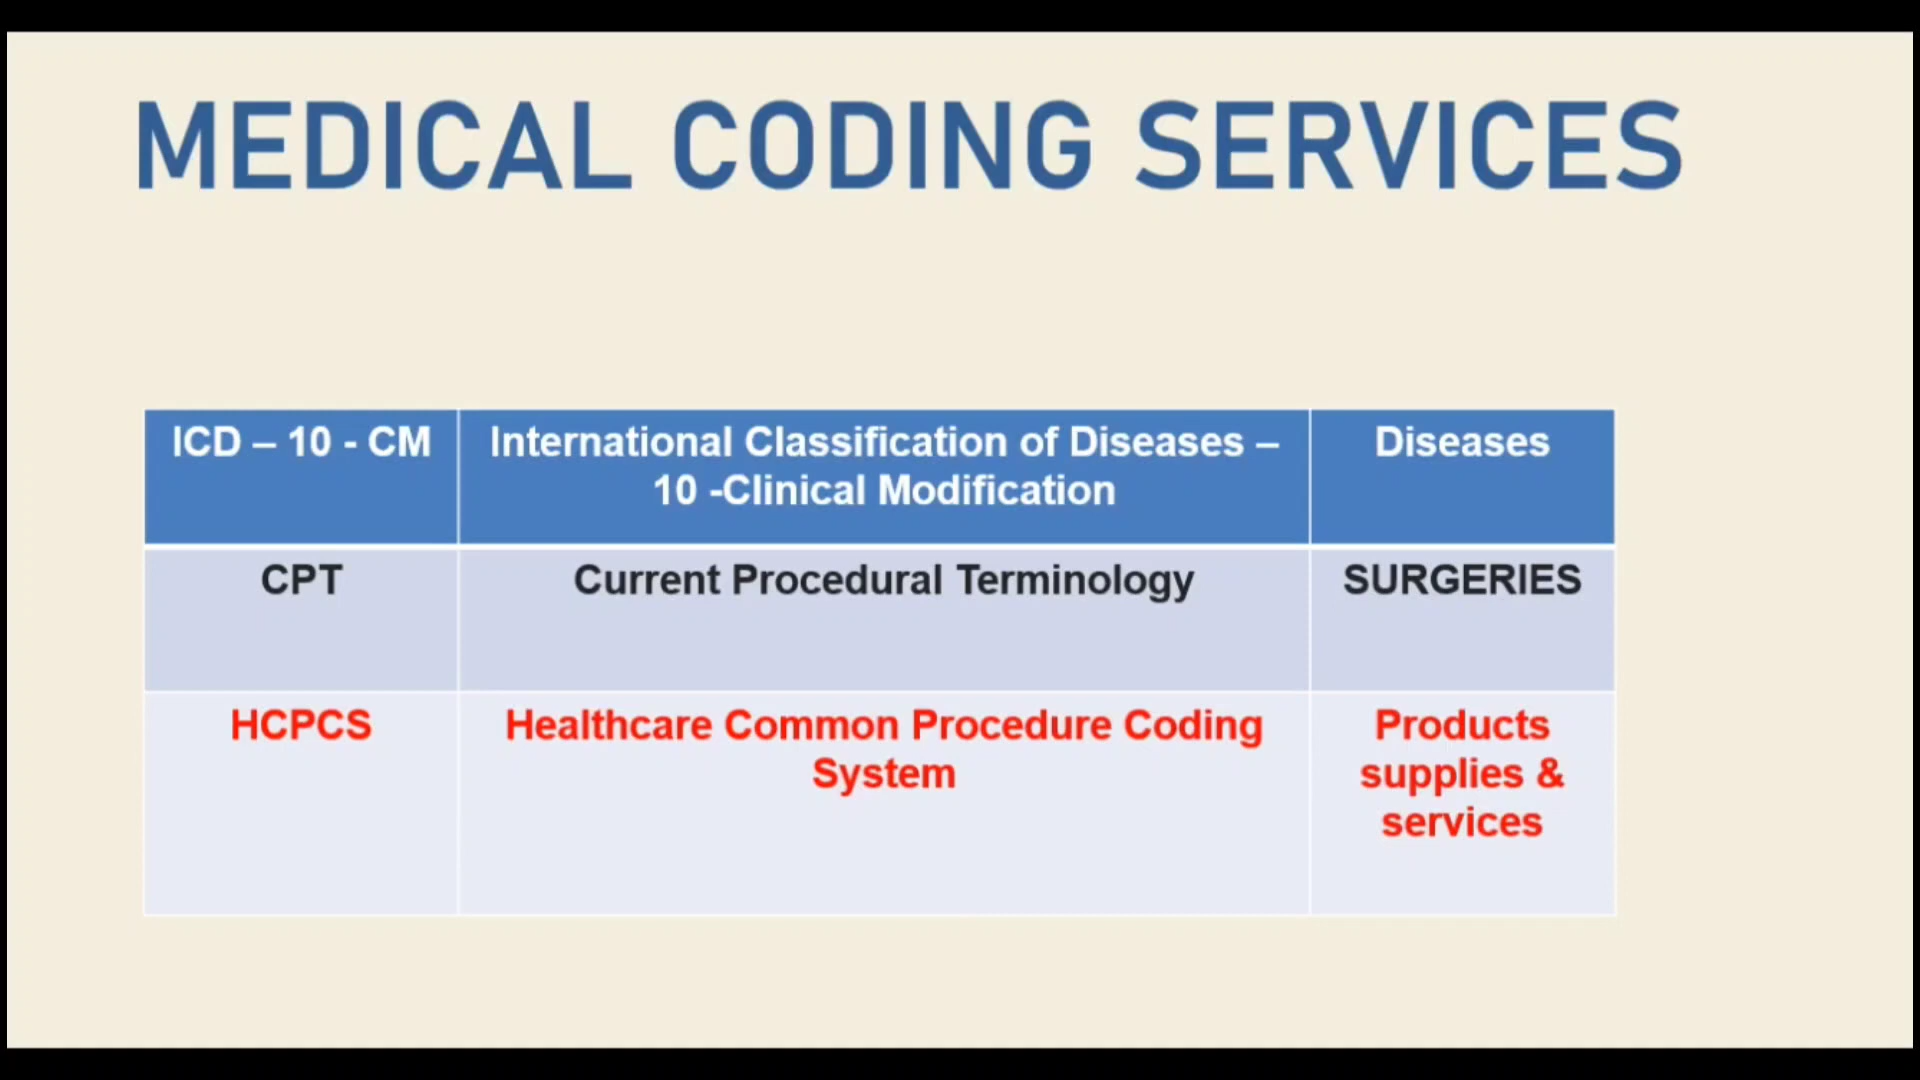 MEDICAL CODING SERVICES
ICD – 10 - CM
International Classification of Diseases –
10 -Clinical Modification
Diseases
CPT
Current Procedural Terminology
SURGERIES
HCPCS
Healthcare Common Procedure Coding
System
Products
supplies &
services